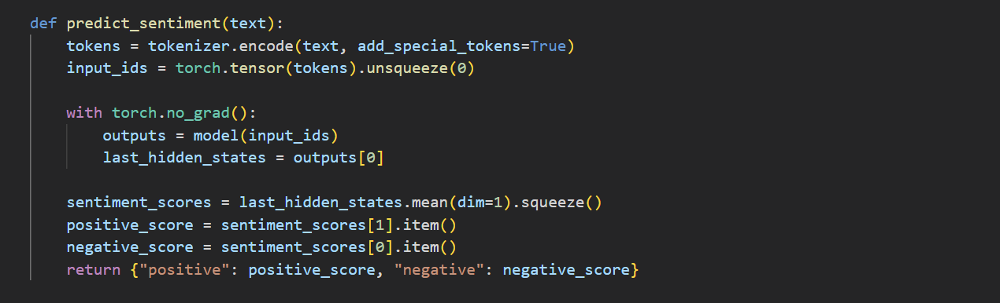 def predict_sentiment(text):
    tokens = tokenizer.encode(text, add_special_tokens=True)
    input_ids = torch.tensor(tokens).unsqueeze(0)
    with torch.no_grad():
        outputs = model(input_ids)
        last_hidden_states = outputs[0]
    sentiment_scores = last_hidden_states.mean(dim=1).squeeze()
    positive_score = sentiment_scores[1].item()
    negative_score = sentiment_scores[0].item()
    return {"positive": positive_score, "negative": negative_score}